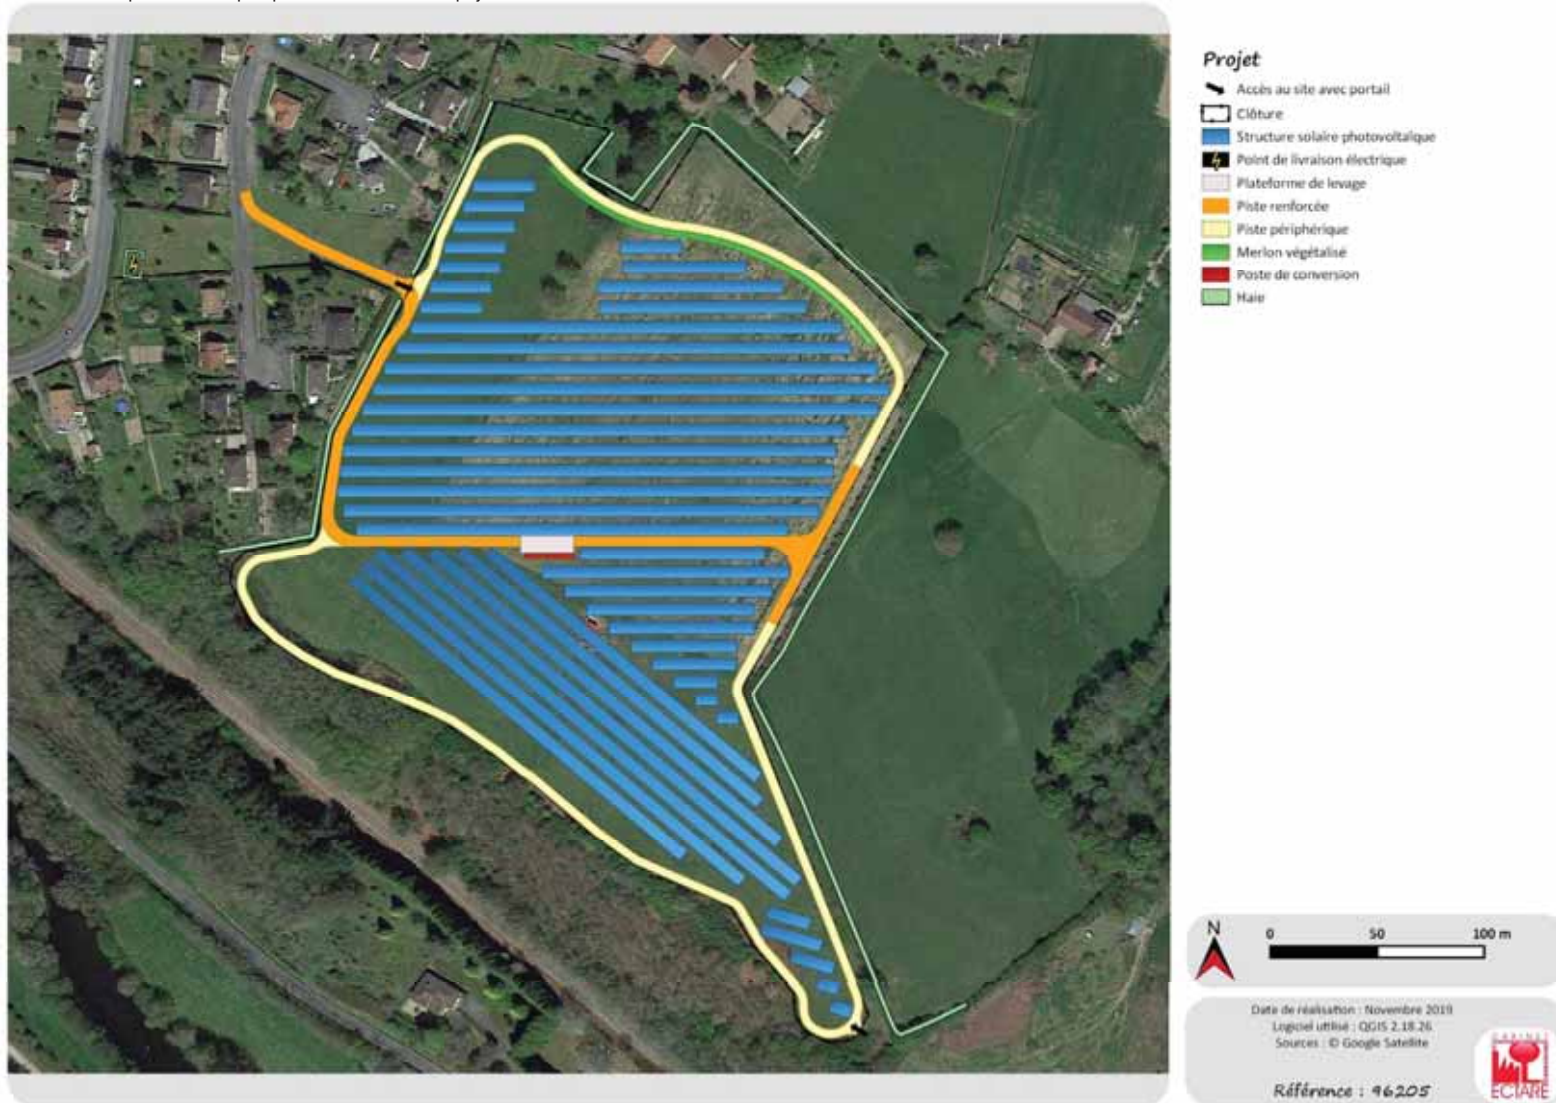 Projet
Accès au site avec portail
Clôture
Structure solaire photovoltaïque
Point de livraison électrique
Plateforme de levage
Piste renforcée
Piste périphérique
Merlon végétalisé
Poste de conversion
Haie
N
0 50 100 m
Date de réalisation : Novembre 2019
Logiciel utilisé : QGIS 2.18.26
Sources : © Google Satellite
CABINET
ECTARE
Référence : 96205